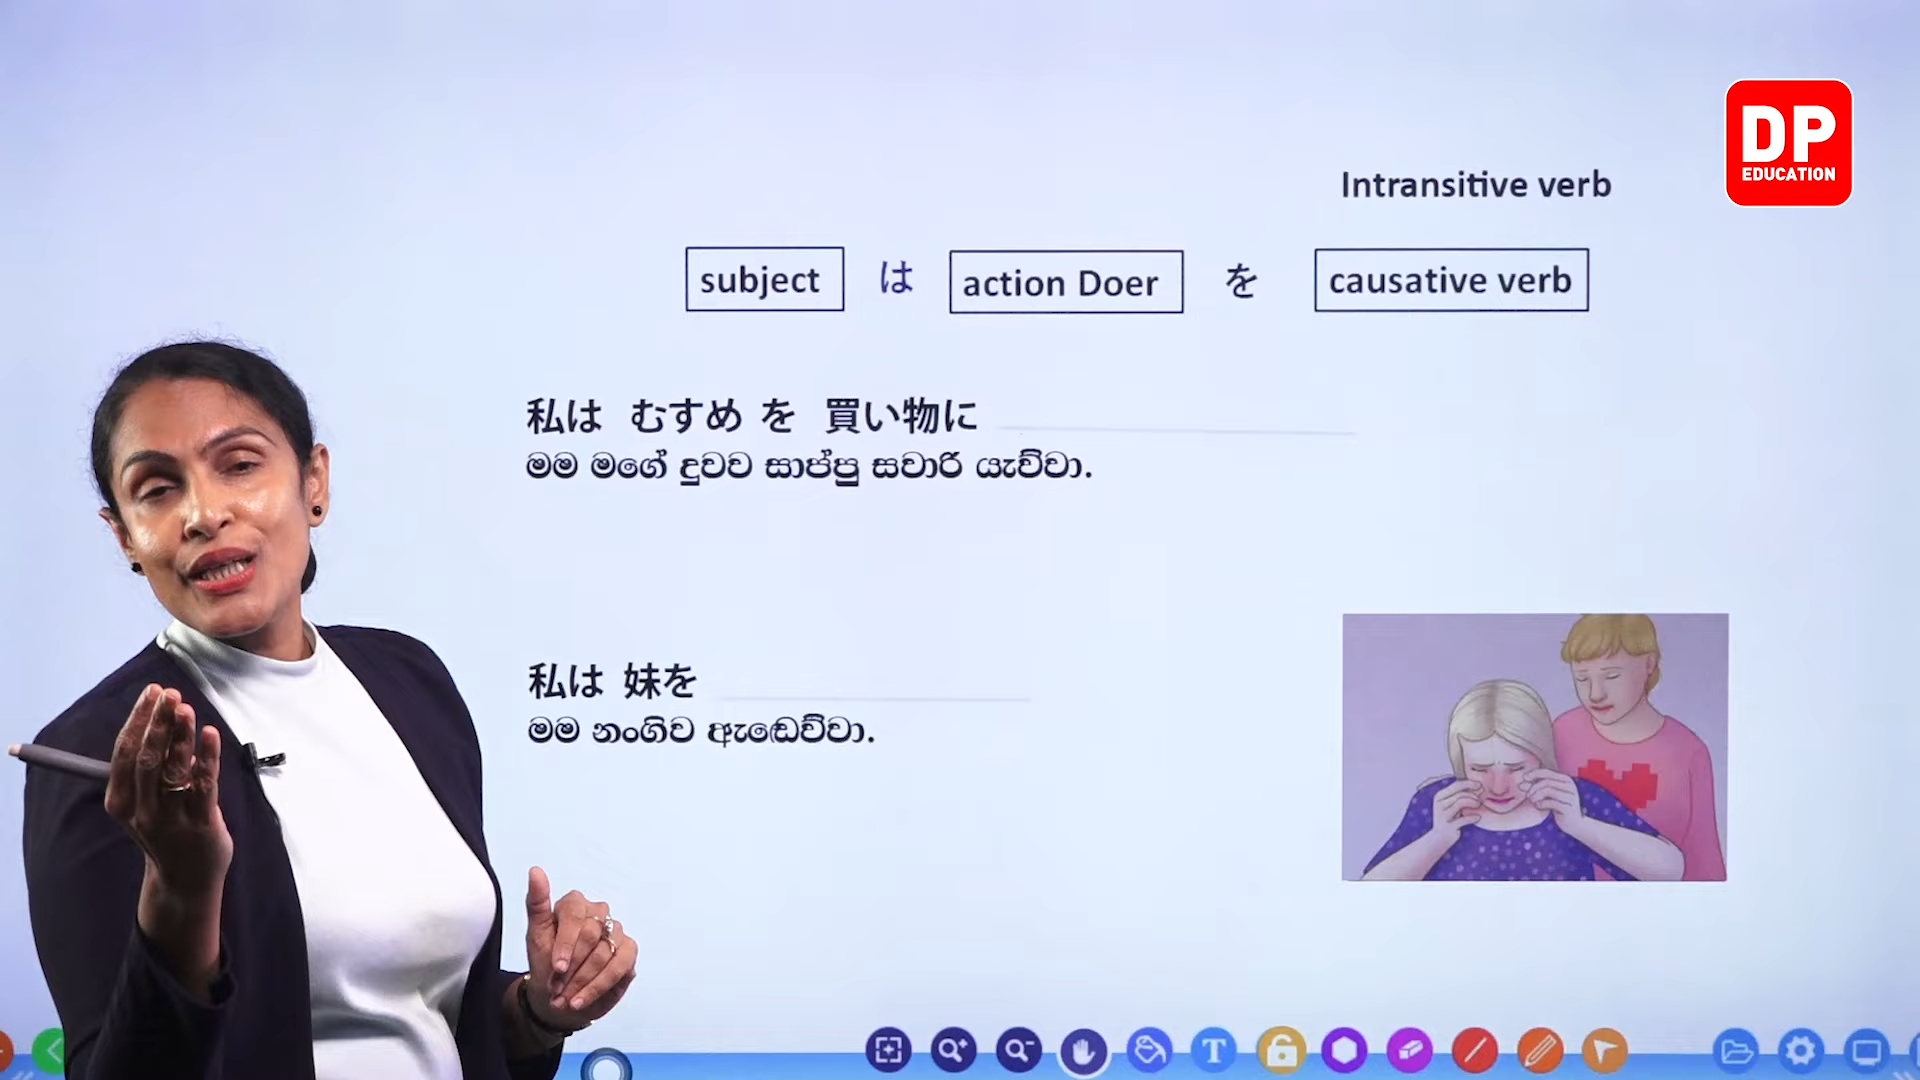 DP
EDUCATION
Intransitive verb
subject は action Doer を causative verb
私は むすめ を 買い物に
මම මගේ දුවව සාප්පු සවාරි යැව්වා.
私は 妹を
මම නංගිව ඇඬෙව්වා.
T